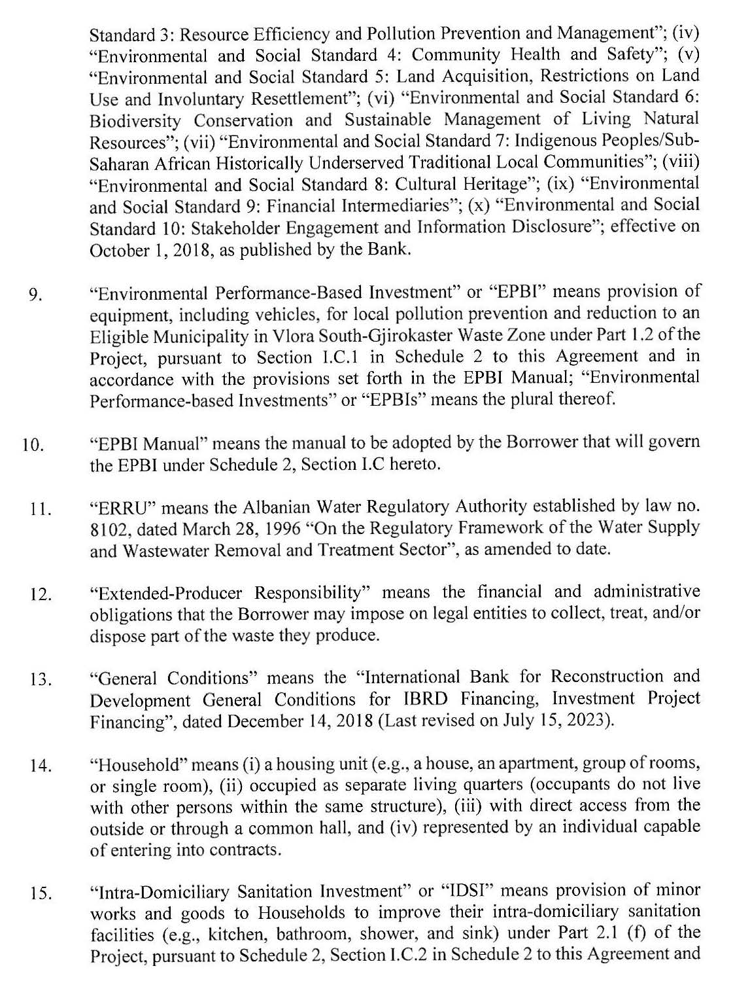 Standard 3: Resource Efficiency and Pollution Prevention and Management”; (iv)
“Environmental and Social Standard 4: Community Health and Safety”; (v)
“Environmental and Social Standard 5: Land Acquisition, Restrictions on Land
Use and Involuntary Resettlement”; (vi) “Environmental and Social Standard 6:
Biodiversity Conservation and Sustainable Management of Living Natural
Resources”; (vii) “Environmental and Social Standard 7: Indigenous Peoples/Sub-
Saharan African Historically Underserved Traditional Local Communities”; (viii)
“Environmental and Social Standard 8: Cultural Heritage”; (ix) “Environmental
and Social Standard 9: Financial Intermediaries”; (x) “Environmental and Social
Standard 10: Stakeholder Engagement and Information Disclosure”; effective on
October 1, 2018, as published by the Bank.
9. “Environmental Performance-Based Investment” or “EPBI” means provision of
equipment, including vehicles, for local pollution prevention and reduction to an
Eligible Municipality in Vlora South-Gjirokaster Waste Zone under Part 1.2 of the
Project, pursuant to Section I.C.1 in Schedule 2 to this Agreement and in
accordance with the provisions set forth in the EPBI Manual; “Environmental
Performance-based Investments” or “EPBIs” means the plural thereof.
10. “EPBI Manual” means the manual to be adopted by the Borrower that will govern
the EPBI under Schedule 2, Section I.C hereto.
11. “ERRU” means the Albanian Water Regulatory Authority established by law no.
8102, dated March 28, 1996 “On the Regulatory Framework of the Water Supply
and Wastewater Removal and Treatment Sector”, as amended to date.
12. “Extended-Producer Responsibility” means the financial and administrative
obligations that the Borrower may impose on legal entities to collect, treat, and/or
dispose part of the waste they produce.
13. “General Conditions” means the “International Bank for Reconstruction and
Development General Conditions for IBRD Financing, Investment Project
Financing”, dated December 14, 2018 (Last revised on July 15, 2023).
14. “Household” means (i) a housing unit (e.g., a house, an apartment, group of rooms,
or single room), (ii) occupied as separate living quarters (occupants do not live
with other persons within the same structure), (iii) with direct access from the
outside or through a common hall, and (iv) represented by an individual capable
of entering into contracts.
15. “Intra-Domiciliary Sanitation Investment” or “IDSI” means provision of minor
works and goods to Households to improve their intra-domiciliary sanitation
facilities (e.g., kitchen, bathroom, shower, and sink) under Part 2.1 (f) of the
Project, pursuant to Schedule 2, Section I.C.2 in Schedule 2 to this Agreement and